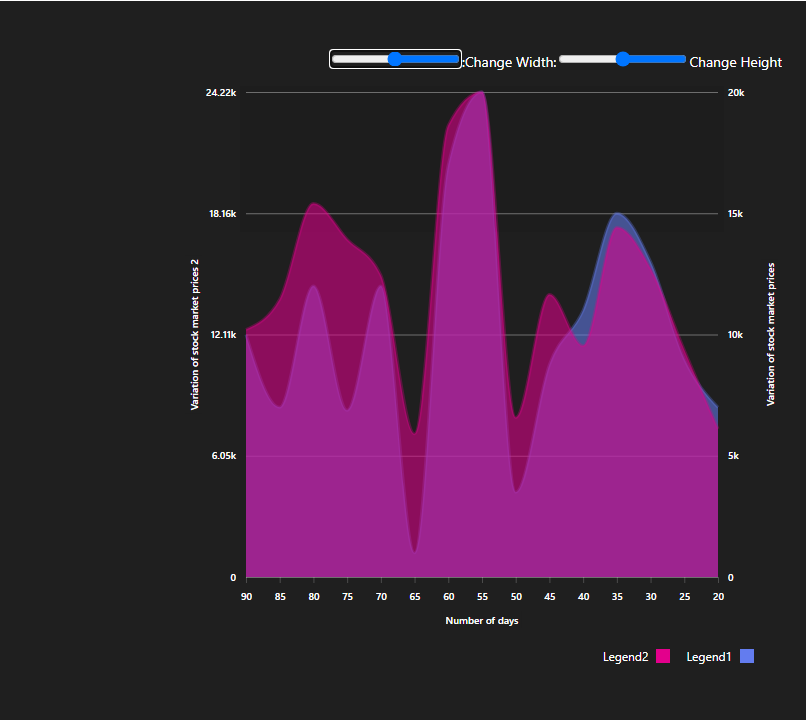 :Change Width: Change Height
24.22k
18.16k
12.11k
6.05k
0
Variation of stock market prices 2
20k
15k
10k
5k
0
Variation of stock market prices
90 85 80 75 70 65 60 55 50 45 40 35 30 25 20
Number of days
Legend2 Legend1